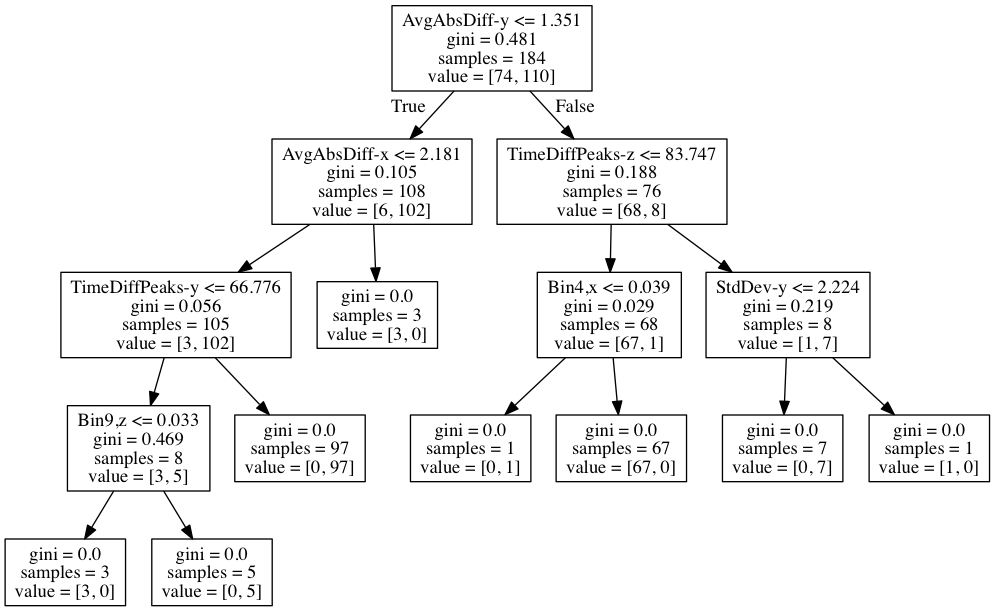 AvgAbsDiff-y <= 1.351
gini = 0.481
samples = 184
value = [74, 110]
True
False
AvgAbsDiff-x <= 2.181
gini = 0.105
samples = 108
value = [6, 102]
TimeDiffPeaks-z <= 83.747
gini = 0.188
samples = 76
value = [68, 8]
TimeDiffPeaks-y <= 66.776
gini = 0.056
samples = 105
value = [3, 102]
gini = 0.0
samples = 3
value = [3, 0]
Bin4,x <= 0.039
gini = 0.029
samples = 68
value = [67, 1]
StdDev-y <= 2.224
gini = 0.219
samples = 8
value = [1, 7]
Bin9,z <= 0.033
gini = 0.469
samples = 8
value = [3, 5]
gini = 0.0
samples = 97
value = [0, 97]
gini = 0.0
samples = 1
value = [0, 1]
gini = 0.0
samples = 67
value = [67, 0]
gini = 0.0
samples = 7
value = [0, 7]
gini = 0.0
samples = 1
value = [1, 0]
gini = 0.0
samples = 3
value = [3, 0]
gini = 0.0
samples = 5
value = [0, 5]